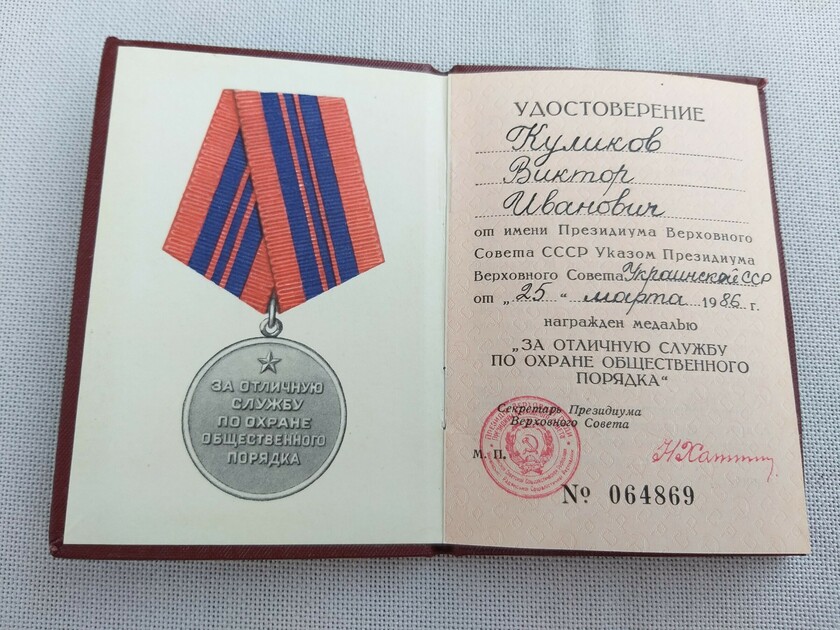 ЗА ОТЛИЧНУЮ
СЛУЖБУ
ПО ОХРАНЕ
ОБЩЕСТВЕННОГО
ПОРЯДКА
УДОСТОВЕРЕНИЕ
Куликов
Виктор
Иванович
от имени Президиума Верховного
Совета СССР Указом Президиума
Верховного Совета Украинской ССР
от „25“ марта 1986 г.
награжден медалью
„ЗА ОТЛИЧНУЮ СЛУЖБУ
ПО ОХРАНЕ ОБЩЕСТВЕННОГО
ПОРЯДКА“
Секретарь Президиума
Верховного Совета
М. П.
№ 064869